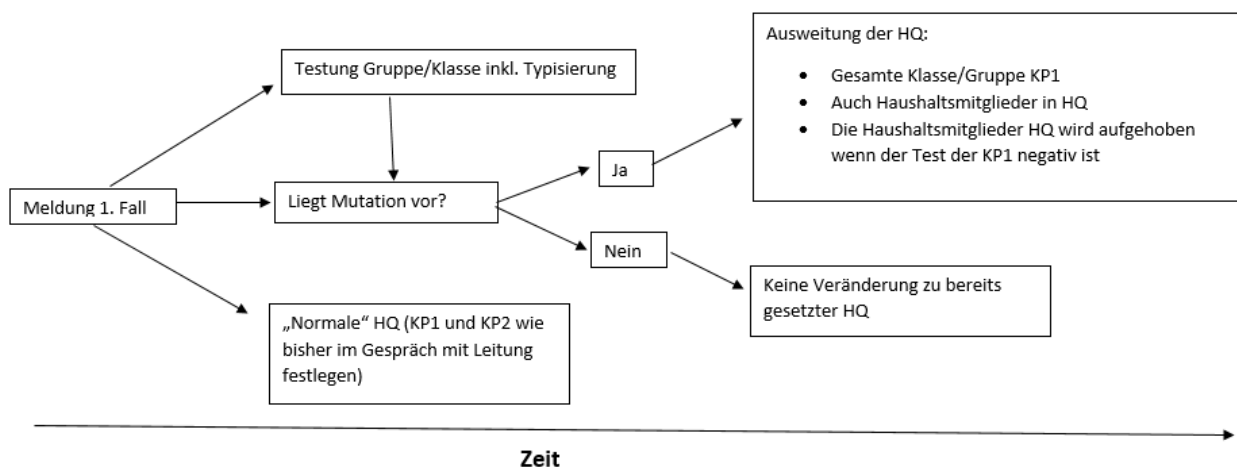 Testung Gruppe/Klasse inkl. Typisierung
Ausweitung der HQ:
• Gesamte Klasse/Gruppe KP1
• Auch Haushaltsmitglieder in HQ
• Die Haushaltsmitglieder HQ wird aufgehoben
wenn der Test der KP1 negativ ist
Meldung 1. Fall
Liegt Mutation vor?
Ja
Nein
Keine Veränderung zu bereits
gesetzter HQ
„Normale“ HQ (KP1 und KP2 wie
bisher im Gespräch mit Leitung
festlegen)
Zeit